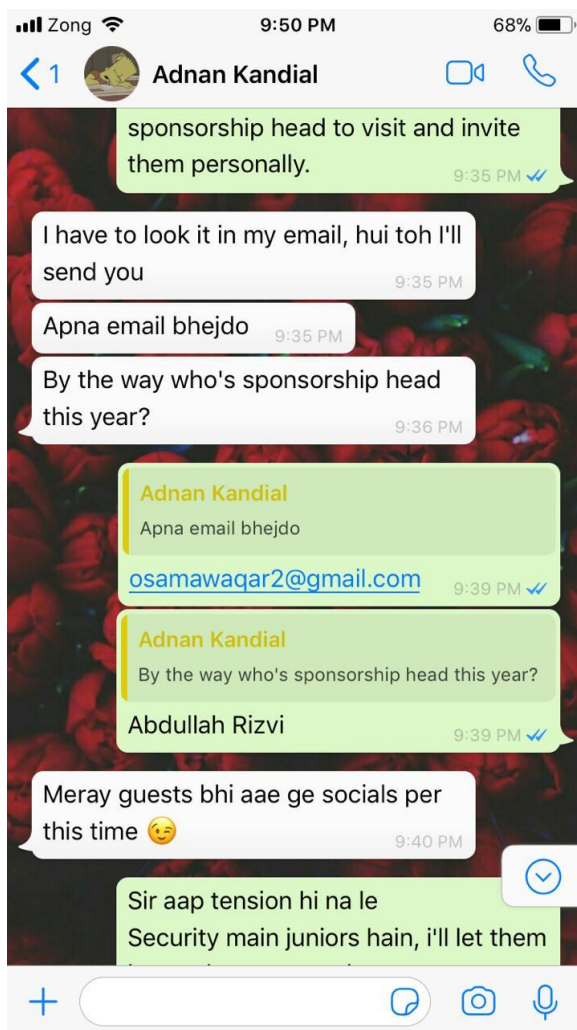 Zong 9:50 PM 68%
1 Adnan Kandial
sponsorship head to visit and invite
them personally.
9:35 PM
I have to look it in my email, hui toh I'll
send you
9:35 PM
Apna email bhejdo
9:35 PM
By the way who's sponsorship head
this year?
9:36 PM
Adnan Kandial
Apna email bhejdo
osamawaqar2@gmail.com
9:39 PM
Adnan Kandial
By the way who's sponsorship head this year?
Abdullah Rizvi
9:39 PM
Meray guests bhi aae ge socials per
this time 😉
9:40 PM
Sir aap tension hi na le
Security main juniors hain, i'll let them